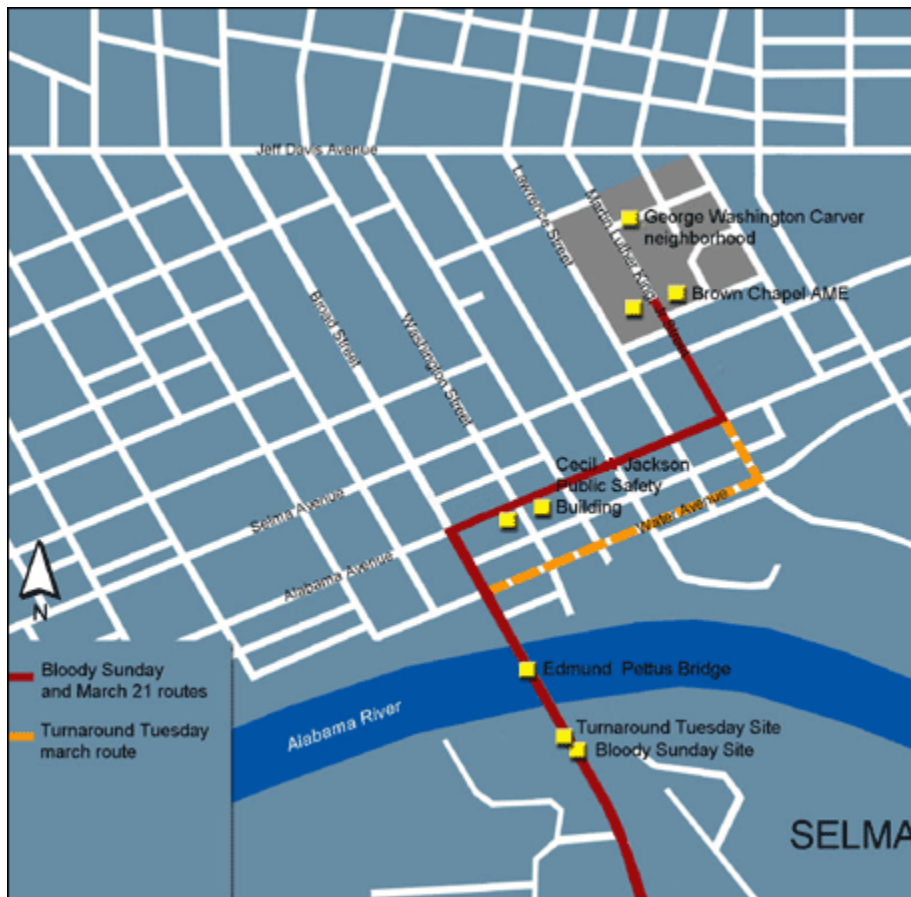 Jeff Davis Avenue
Lawrence Street
Martin Luther King Jr. Street
George Washington Carver
neighborhood
Brown Chapel AME
Broad Street
Washington Street
Cecil C. Jackson
Public Safety
Building
Selma Avenue
Water Avenue
Alabama Avenue
N
Bloody Sunday
and March 21 routes
Turnaround Tuesday
march route
Edmund Pettus Bridge
Alabama River
Turnaround Tuesday Site
Bloody Sunday Site
SELMA